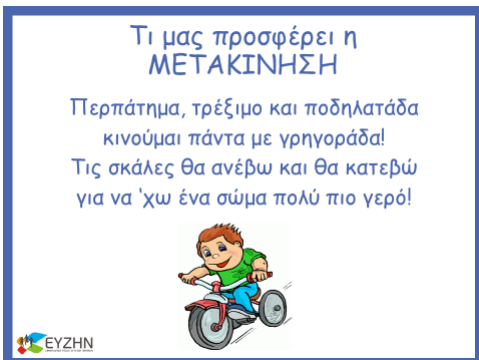 Τι μας προσφέρει η
ΜΕΤΑΚΙΝΗΣΗ
Περπάτημα, τρέξιμο και ποδηλατάδα
κινούμαι πάντα με γρηγοράδα!
Τις σκάλες θα ανέβω και θα κατεβώ
για να ‘χω ένα σώμα πολύ πιο γερό!
ΕΥΖΗΝ